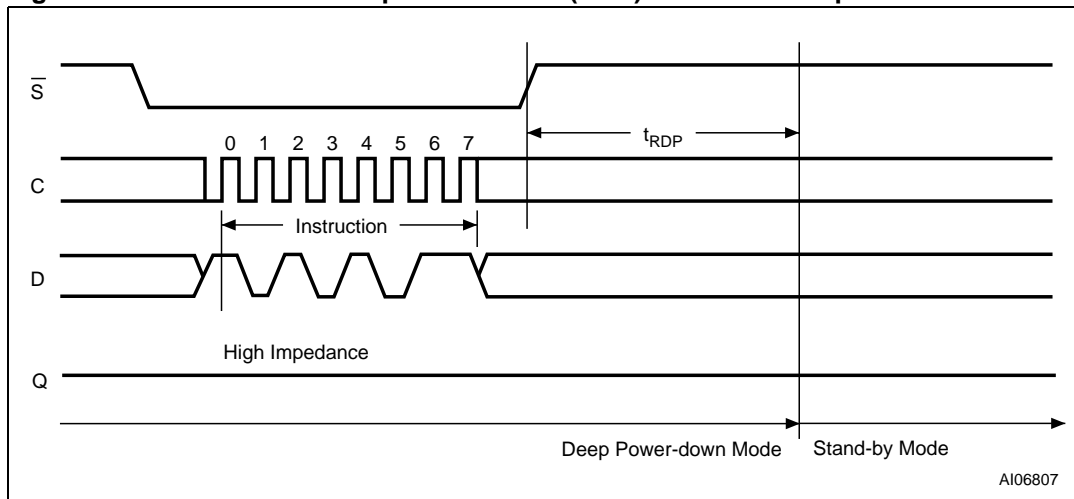 S̅
0 1 2 3 4 5 6 7
tRDP
C
Instruction
D
High Impedance
Q
Deep Power-down Mode Stand-by Mode
AI06807